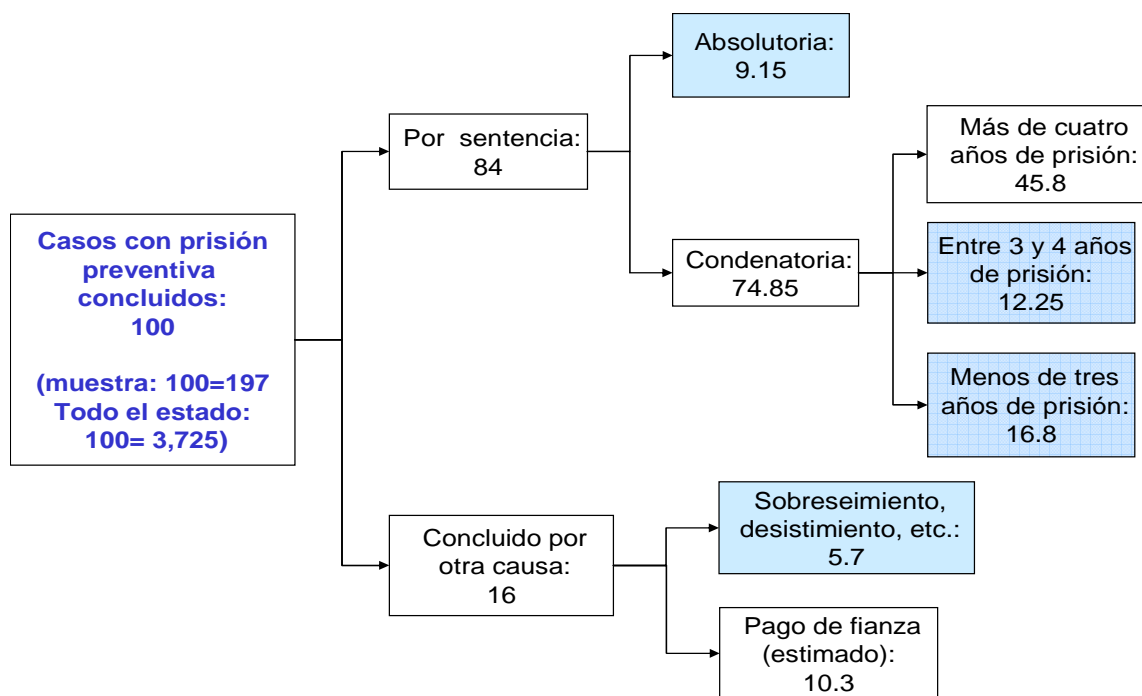 Casos con prisión
preventiva
concluidos:
100
(muestra: 100=197
Todo el estado:
100= 3,725)
Por sentencia:
84
Absolutoria:
9.15
Condenatoria:
74.85
Más de cuatro
años de prisión:
45.8
Entre 3 y 4 años
de prisión:
12.25
Menos de tres
años de prisión:
16.8
Concluido por
otra causa:
16
Sobreseimiento,
desistimiento, etc.:
5.7
Pago de fianza
(estimado):
10.3